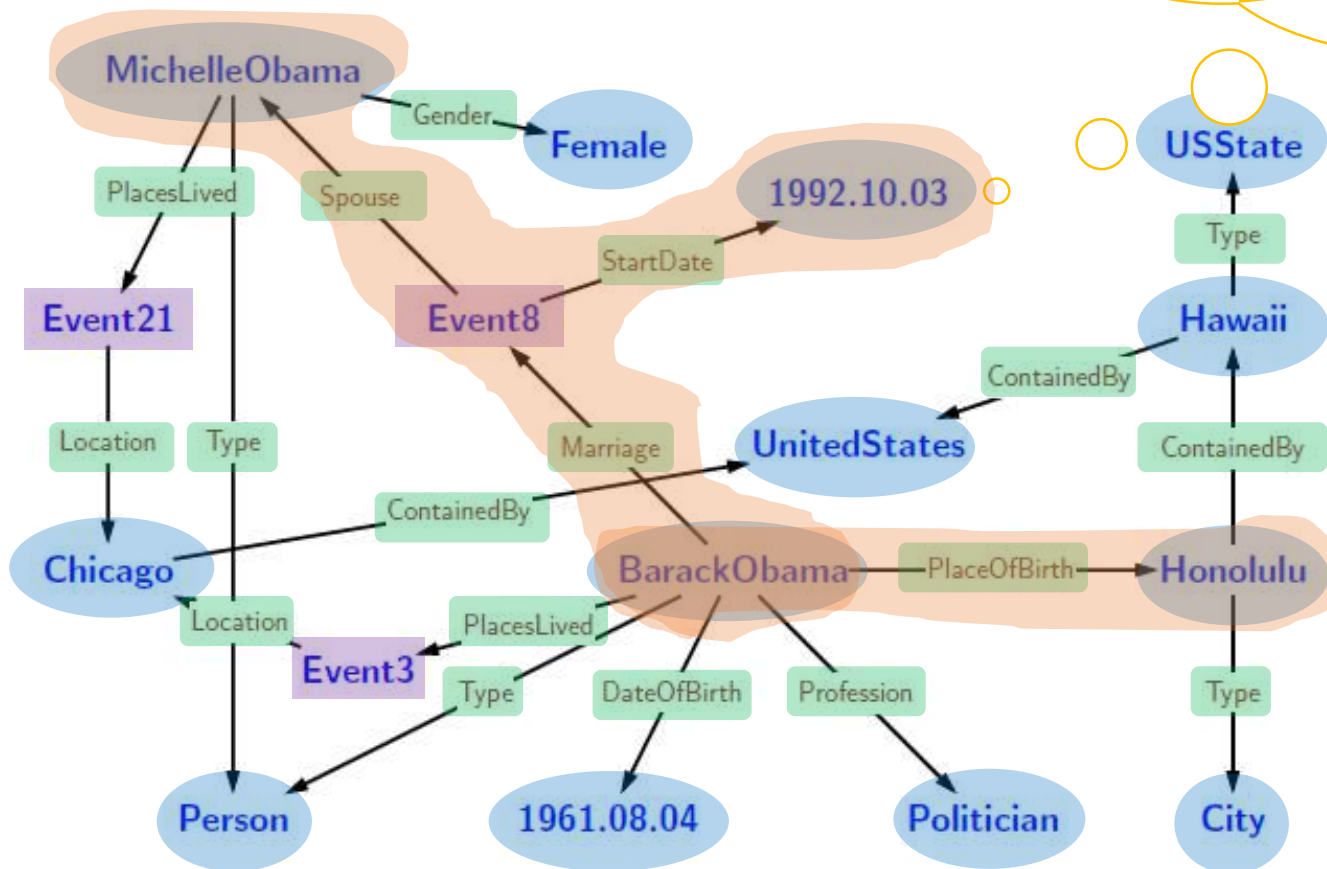 MichelleObama
Gender
Female
USState
PlacesLived
Spouse
1992.10.03
Type
StartDate
Event21
Event8
Hawaii
ContainedBy
Location
Type
Marriage
UnitedStates
ContainedBy
ContainedBy
Chicago
BarackObama
PlaceOfBirth
Honolulu
Location
PlacesLived
Event3
Type
DateOfBirth
Profession
Type
Person
1961.08.04
Politician
City